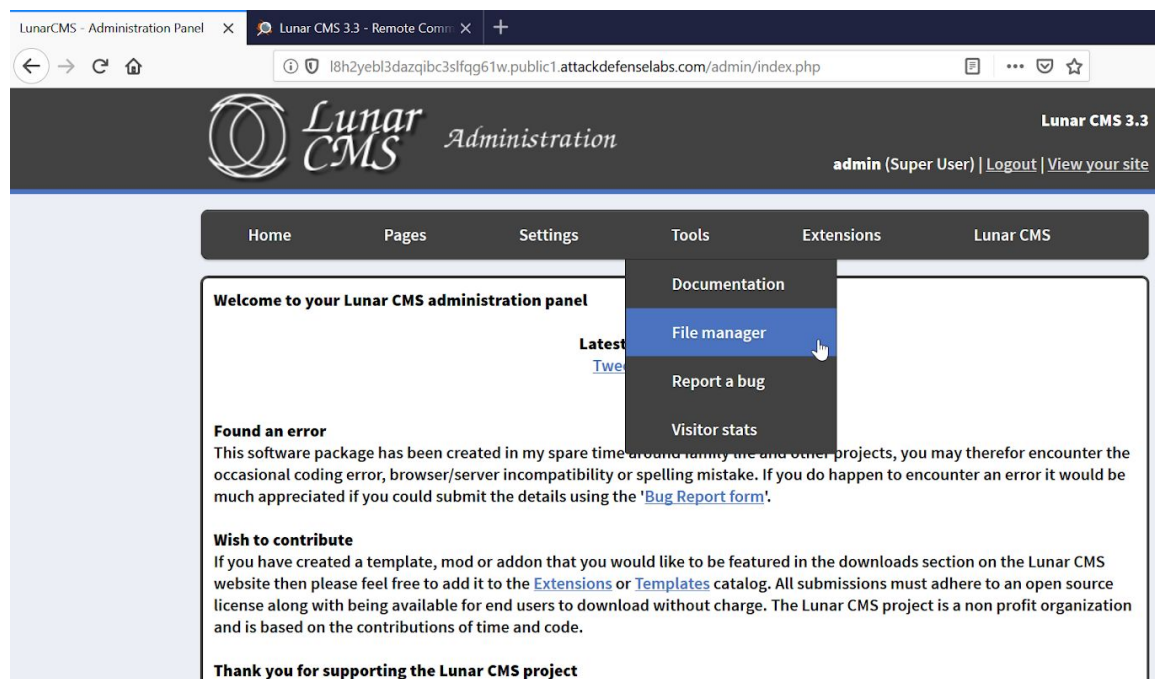 LunarCMS - Administration Panel
Lunar CMS 3.3 - Remote Comm
l8h2yebl3dazqibc3slfqg61w.public1.attackdefenselabs.com/admin/index.php
Lunar CMS Administration
Lunar CMS 3.3
admin (Super User) | Logout | View your site
Home Pages Settings Tools Extensions Lunar CMS
Documentation
File manager
Report a bug
Visitor stats
Welcome to your Lunar CMS administration panel
Latest
Twe
Found an error
This software package has been created in my spare time around family life and other projects, you may therefor encounter the
occasional coding error, browser/server incompatibility or spelling mistake. If you do happen to encounter an error it would be
much appreciated if you could submit the details using the 'Bug Report form'.
Wish to contribute
If you have created a template, mod or addon that you would like to be featured in the downloads section on the Lunar CMS
website then please feel free to add it to the Extensions or Templates catalog. All submissions must adhere to an open source
license along with being available for end users to download without charge. The Lunar CMS project is a non profit organization
and is based on the contributions of time and code.
Thank you for supporting the Lunar CMS project